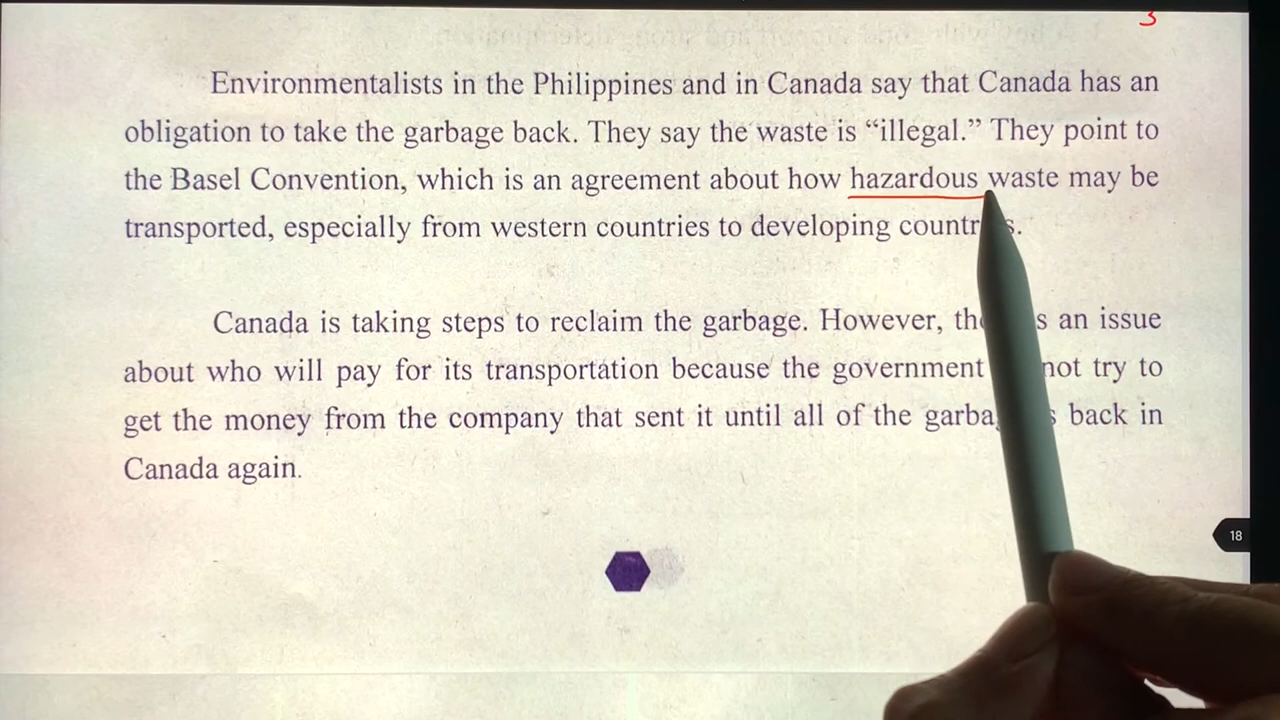 3
Environmentalists in the Philippines and in Canada say that Canada has an
obligation to take the garbage back. They say the waste is “illegal.” They point to
the Basel Convention, which is an agreement about how hazardous waste may be
transported, especially from western countries to developing
Canada is taking steps to reclaim the garbage. However, an issue
about who will pay for its transportation because the government not try to
get the money from the company that sent it until all of the back in
Canada again.
18